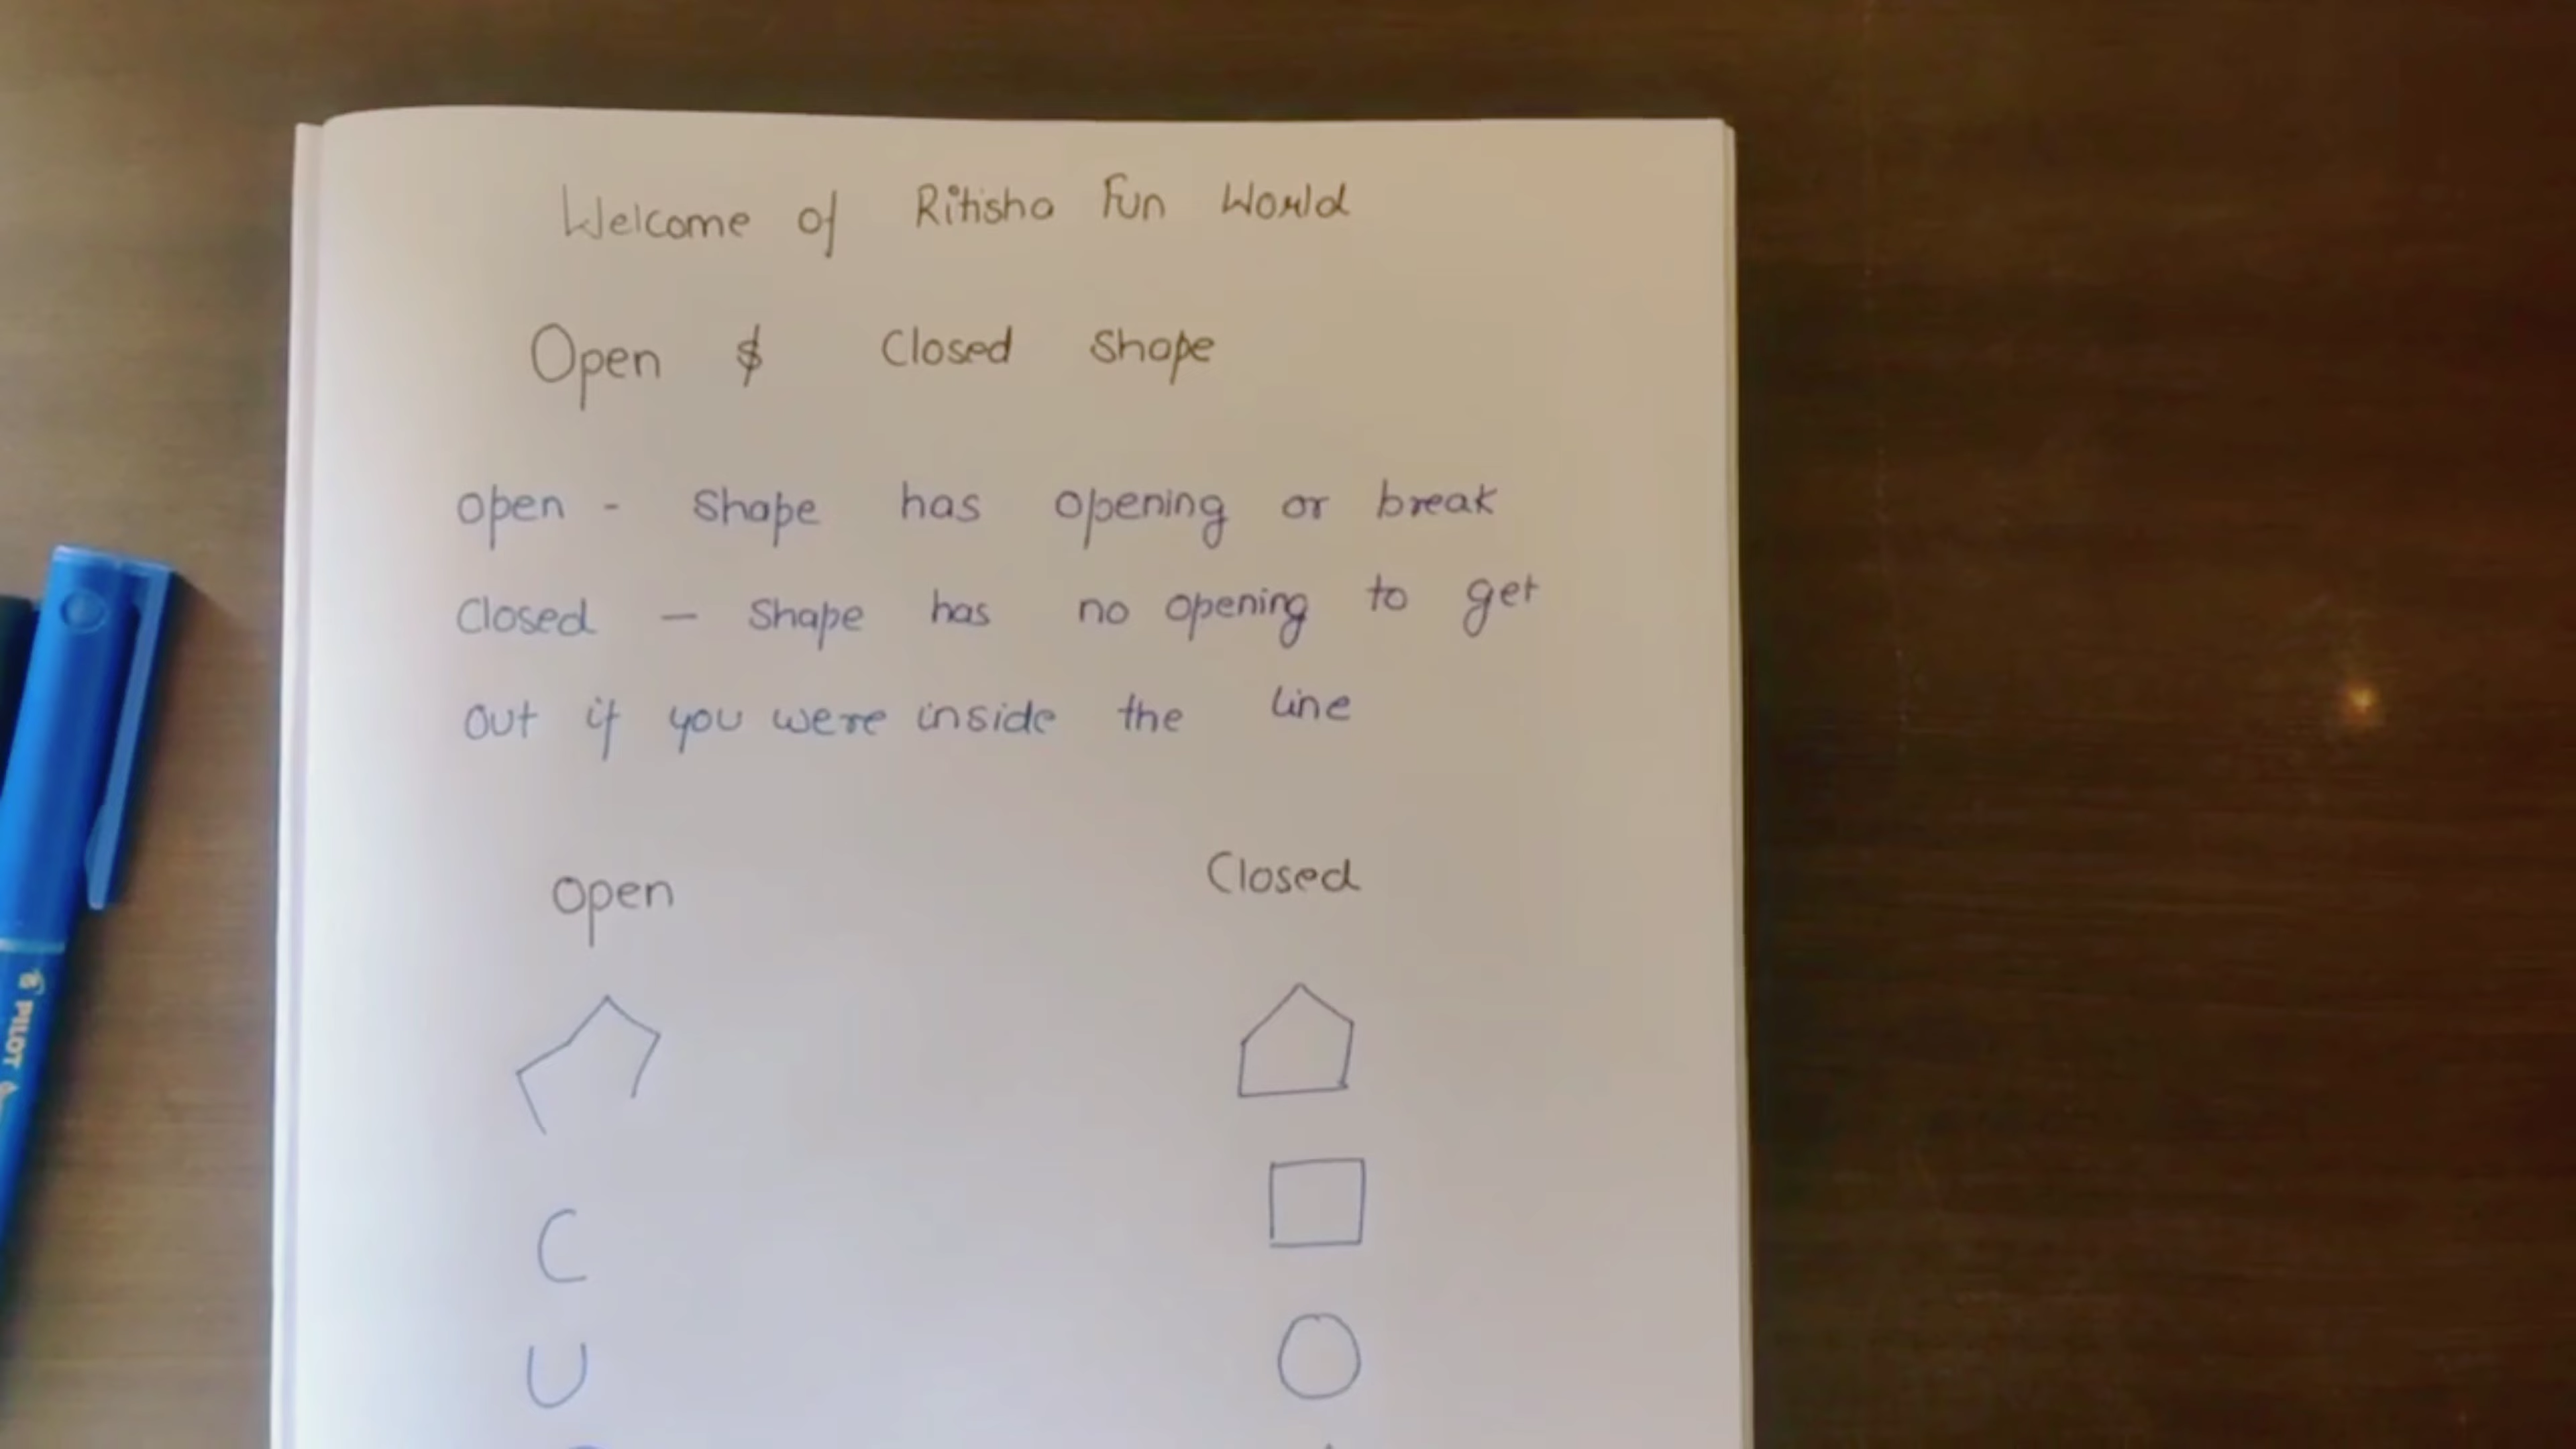 Welcome of Ritisha Fun World
Open & Closed Shape
open - Shape has opening or break
Closed - Shape has no opening to get
out if you were inside the line
open Closed
C
U
PILOT